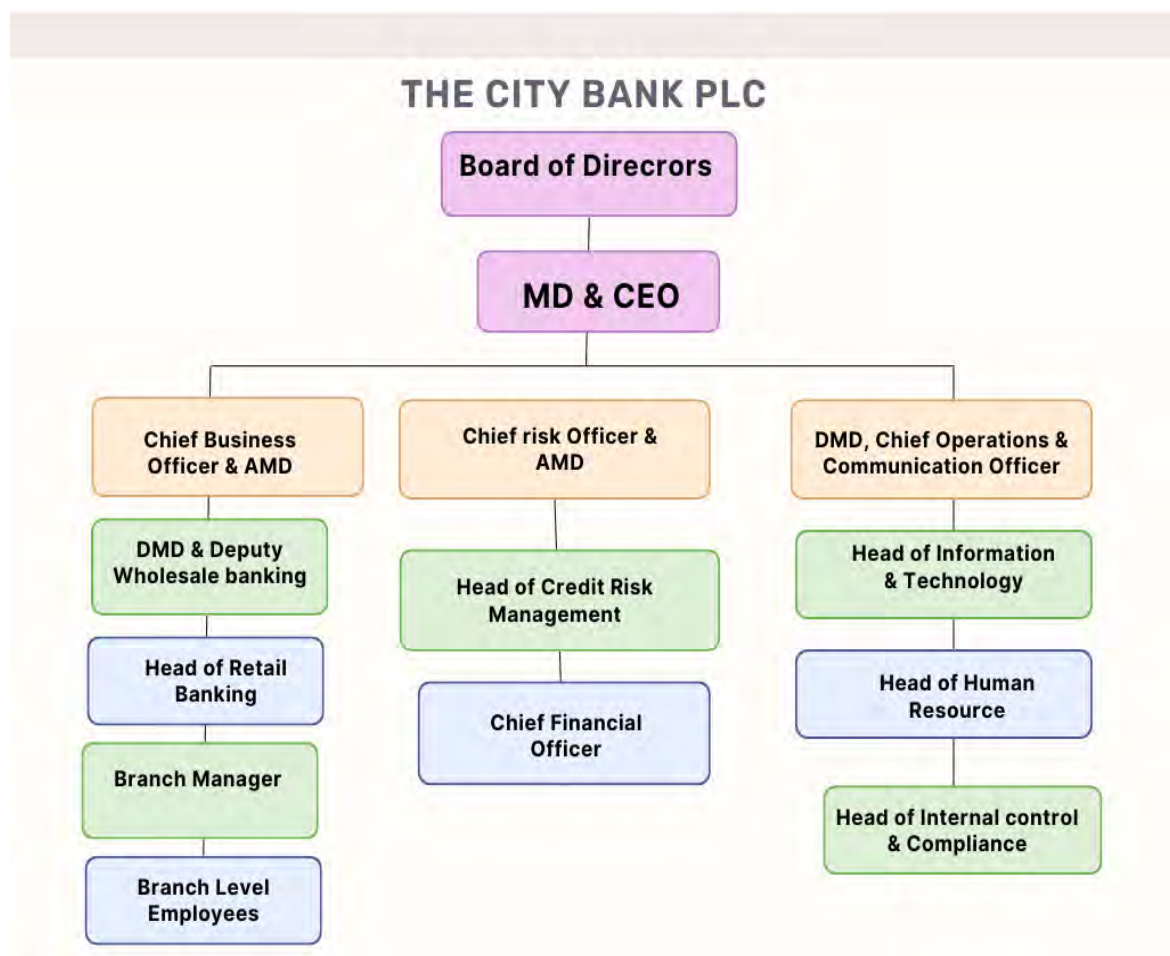 THE CITY BANK PLC
Board of Direcrors
MD & CEO
Chief Business
Officer & AMD
Chief risk Officer &
AMD
DMD, Chief Operations &
Communication Officer
DMD & Deputy
Wholesale banking
Head of Credit Risk
Management
Head of Information
& Technology
Head of Retail
Banking
Chief Financial
Officer
Head of Human
Resource
Branch Manager
Head of Internal control
& Compliance
Branch Level
Employees